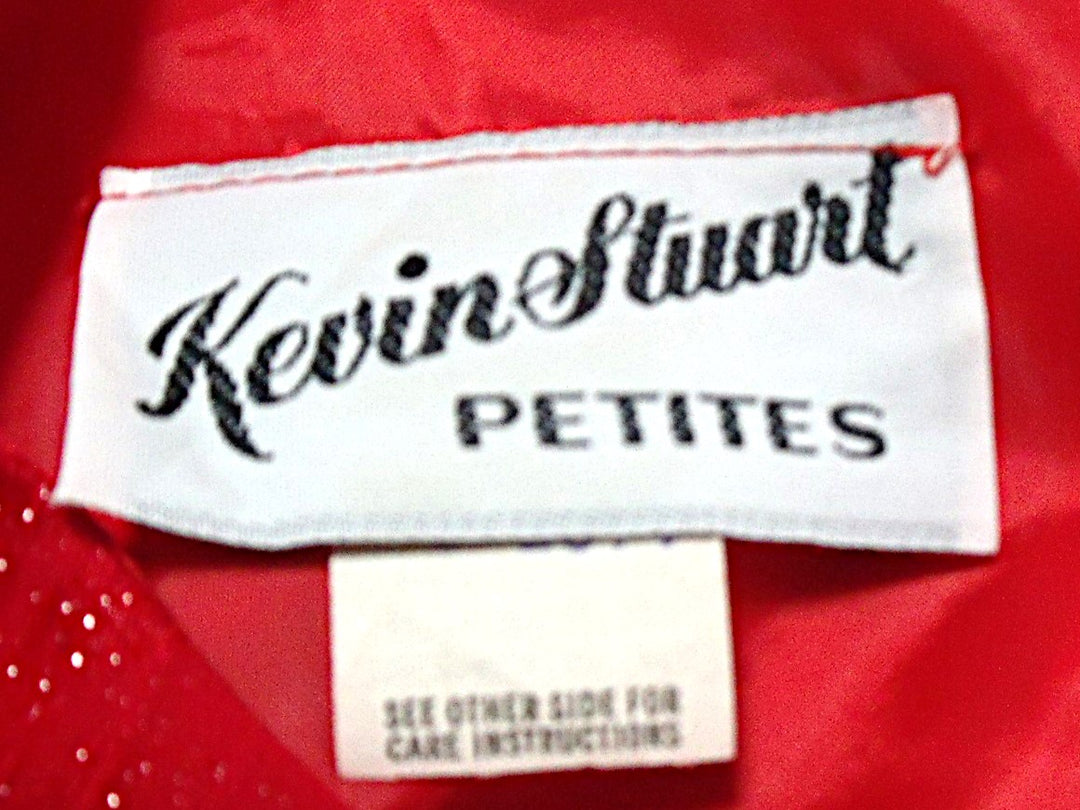 Kevin Stuart
PETITES
SEE OTHER SIDE FOR
CARE INSTRUCTIONS